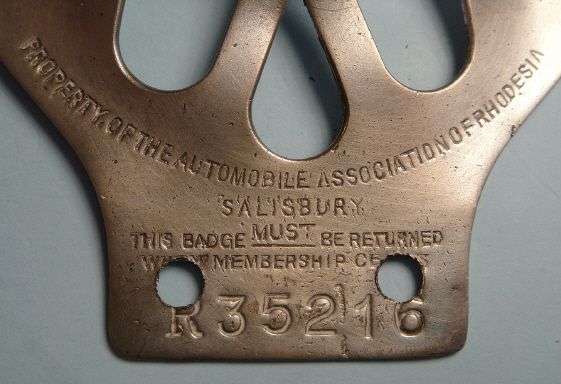 PROPERTY OF THE AUTOMOBILE ASSOCIATION OF RHODESIA
SALISBURY
THIS BADGE MUST BE RETURNED
MEMBERSHIP
R35216